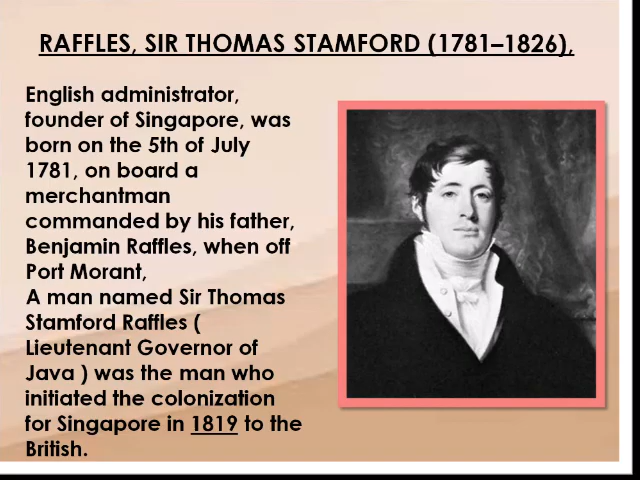 RAFFLES, SIR THOMAS STAMFORD (1781–1826),
English administrator,
founder of Singapore, was
born on the 5th of July
1781, on board a
merchantman
commanded by his father,
Benjamin Raffles, when off
Port Morant,
A man named Sir Thomas
Stamford Raffles (
Lieutenant Governor of
Java ) was the man who
initiated the colonization
for Singapore in 1819 to the
British.